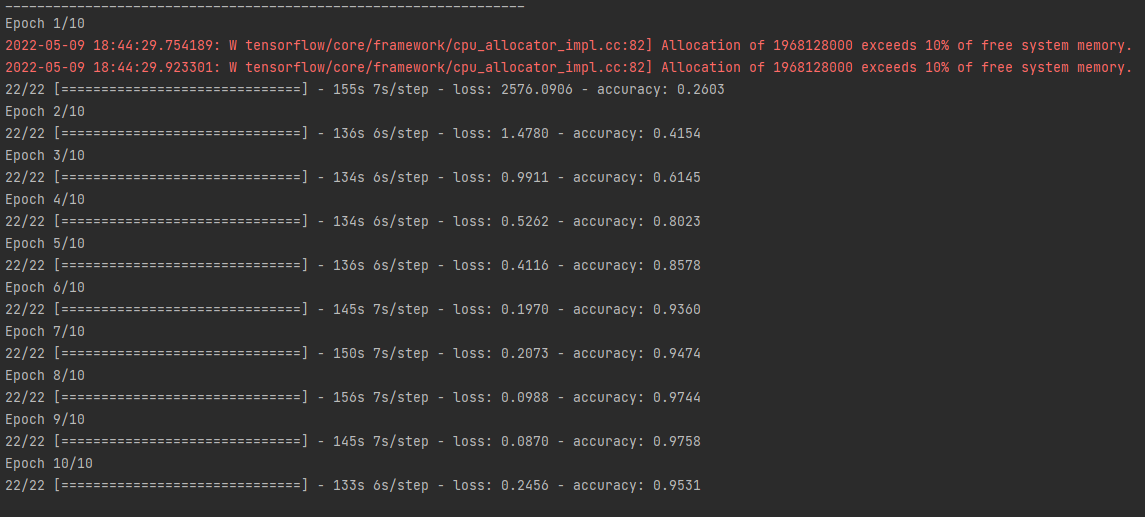 _________________________________________________________________
Epoch 1/10
2022-05-09 18:44:29.754189: W tensorflow/core/framework/cpu_allocator_impl.cc:82] Allocation of 1968128000 exceeds 10% of free system memory.
2022-05-09 18:44:29.923301: W tensorflow/core/framework/cpu_allocator_impl.cc:82] Allocation of 1968128000 exceeds 10% of free system memory.
22/22 [==============================] - 155s 7s/step - loss: 2576.0906 - accuracy: 0.2603
Epoch 2/10
22/22 [==============================] - 136s 6s/step - loss: 1.4780 - accuracy: 0.4154
Epoch 3/10
22/22 [==============================] - 134s 6s/step - loss: 0.9911 - accuracy: 0.6145
Epoch 4/10
22/22 [==============================] - 134s 6s/step - loss: 0.5262 - accuracy: 0.8023
Epoch 5/10
22/22 [==============================] - 136s 6s/step - loss: 0.4116 - accuracy: 0.8578
Epoch 6/10
22/22 [==============================] - 145s 7s/step - loss: 0.1970 - accuracy: 0.9360
Epoch 7/10
22/22 [==============================] - 150s 7s/step - loss: 0.2073 - accuracy: 0.9474
Epoch 8/10
22/22 [==============================] - 156s 7s/step - loss: 0.0988 - accuracy: 0.9744
Epoch 9/10
22/22 [==============================] - 145s 7s/step - loss: 0.0870 - accuracy: 0.9758
Epoch 10/10
22/22 [==============================] - 133s 6s/step - loss: 0.2456 - accuracy: 0.9531